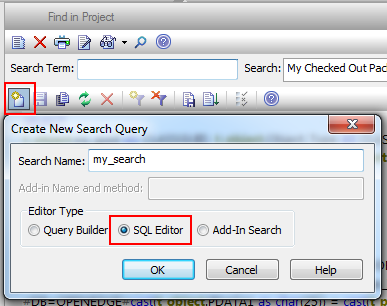 Find in Project
Search Term:
Search: My Checked Out Pac
Create New Search Query
Search Name: my_search
Add-in Name and method:
Editor Type
Query Builder SQL Editor Add-In Search
OK Cancel Help
#DB=OPENEDGE#cast(t_object.PDATA1 as char(25)) = cast(